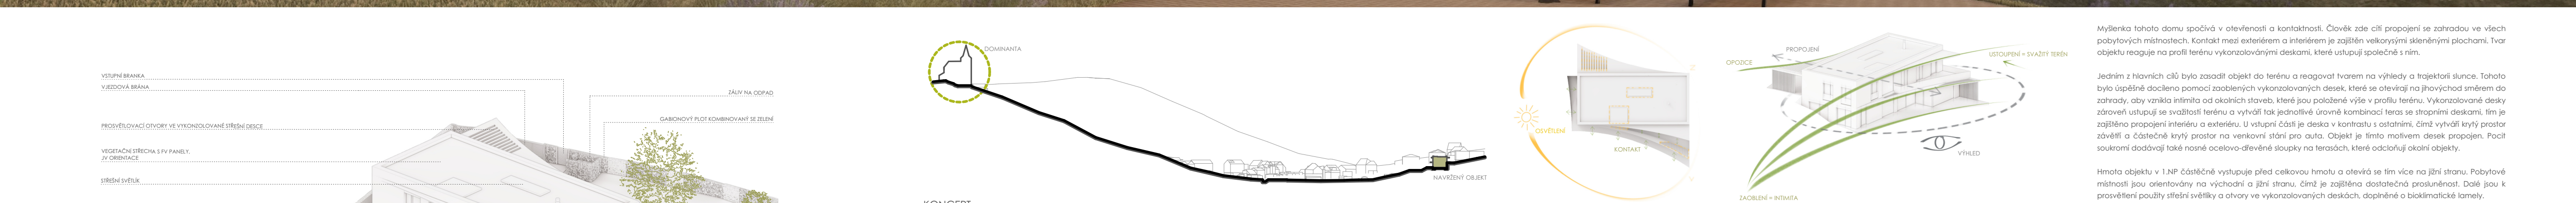 VSTUPNÍ BRANKA
VJEZDOVÁ BRÁNA
PROSVĚTLOVACÍ OTVORY VE VYKONZOLOVANÉ STŘEŠNÍ DESCE
VEGETAČNÍ STŘECHA S FV PANELY,
JV ORIENTACE
STŘEŠNÍ SVĚTLÍK
ZÁLIV NA ODPAD
GABIONOVÝ PLOT KOMBINOVANÝ SE ZELENÍ
DOMINANTA
NAVRŽENÝ OBJEKT
KONCEPT
OSVĚTLENÍ
KONTAKT
PROPOJENÍ
OPOZICE
USTOUPENÍ = SVAŽITÝ TERÉN
VÝHLED
ZAOBLENÍ = INTIMITA
Myšlenka tohoto domu spočívá v otevřenosti a kontaktnosti. Člověk zde cítí propojení se zahradou ve všech
pobytových místnostech. Kontakt mezi exteriérem a interiérem je zajištěn velkorysými skleněnými plochami. Tvar
objektu reaguje na profil terénu vykonzolovánými deskami, které ustupují společně s ním.
Jedním z hlavních cílů bylo zasadit objekt do terénu a reagovat tvarem na výhledy a trajektorii slunce. Tohoto
bylo úspěšně docíleno pomocí zaoblených vykonzolovaných desek, které se otevírají na jihovýchod směrem do
zahrady, aby vznikla intimita od okolních staveb, které jsou položené výše v profilu terénu. Vykonzolované desky
zároveň ustupují se svažitostí terénu a vytváří tak jednotlivé úrovně kombinací teras se stropními deskami, tím je
zajištěno propojení interiéru a exteriéru. U vstupní části je deska v kontrastu s ostatními, čímž vytváří krytý prostor
závětří a částečně krytý prostor na venkovní stání pro auta. Objekt je tímto motivem desek propojen. Pocit
soukromí dodávají také nosné ocelovo-dřevěné sloupky na terasách, které odcloňují okolní objekty.
Hmota objektu v 1.NP částěčně vystupuje před celkovou hmotu a otevírá se tím více na jižní stranu. Pobytové
místnosti jsou orientovány na východní a jižní stranu, čímž je zajištěna dostatečná prosluněnost. Dalé jsou k
prosvětlení použity střešní světlíky a otvory ve vykonzolovaných deskách, doplněné o bioklimatické lamely.